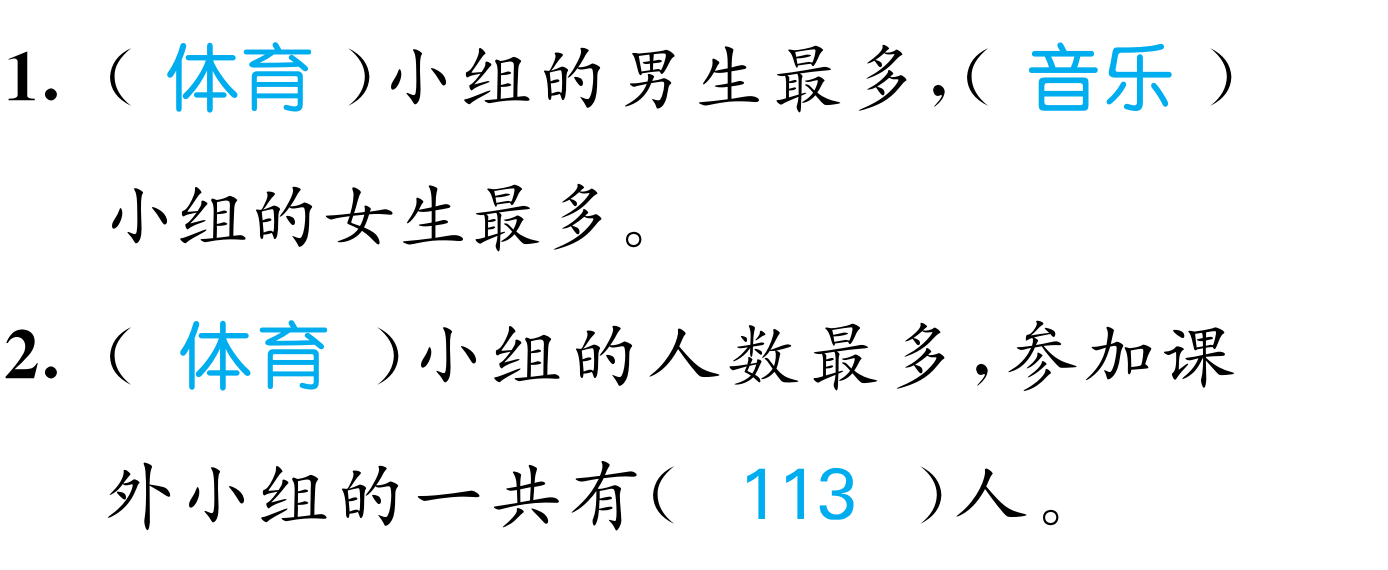 1. ( 体育 )小组的男生最多,( 音乐 )
小组的女生最多。
2. ( 体育 )小组的人数最多,参加课
外小组的一共有( 113 )人。